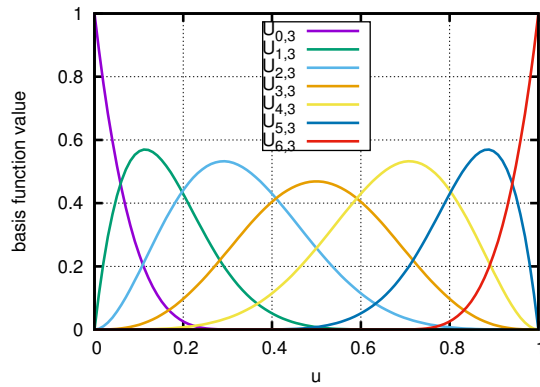 1
0.8
0.6
0.4
0.2
0
0 0.2 0.4 0.6 0.8 1
basis function value
u
U0,3
U1,3
U2,3
U3,3
U4,3
U5,3
U6,3